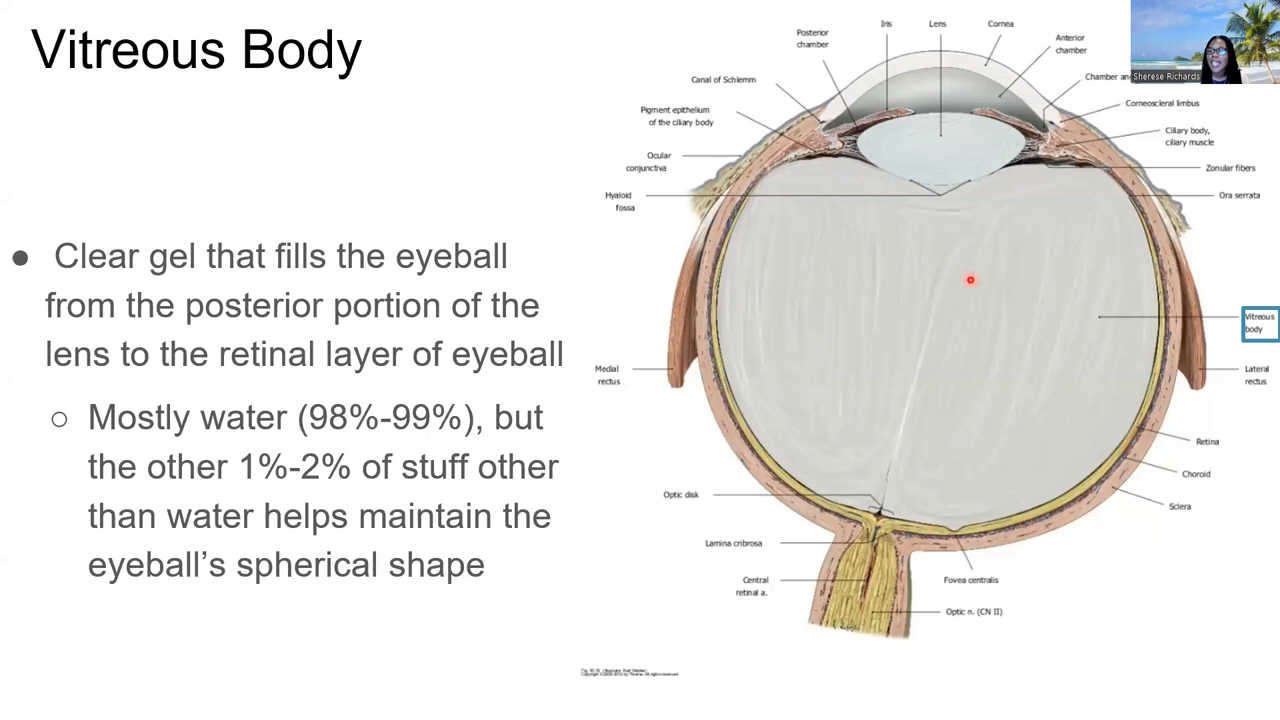 Vitreous Body
● Clear gel that fills the eyeball
from the posterior portion of the
lens to the retinal layer of eyeball
○ Mostly water (98%-99%), but
the other 1%-2% of stuff other
than water helps maintain the
eyeball’s spherical shape
Iris
Lens
Cornea
Posterior
chamber
Anterior
chamber
Canal of Schlemm
Chamber
Sherese Richards
Pigment epithelium
of the ciliary body
Corneoscleral limbus
Ciliary body,
ciliary muscle
Ocular
conjunctiva
Zonular fibers
Hyaloid
fossa
Ora serrata
Vitreous
body
Medial
rectus
Lateral
rectus
Retina
Choroid
Sclera
Optic disk
Lamina cribrosa
Central
retinal a.
Fovea centralis
Optic n. (CN II)